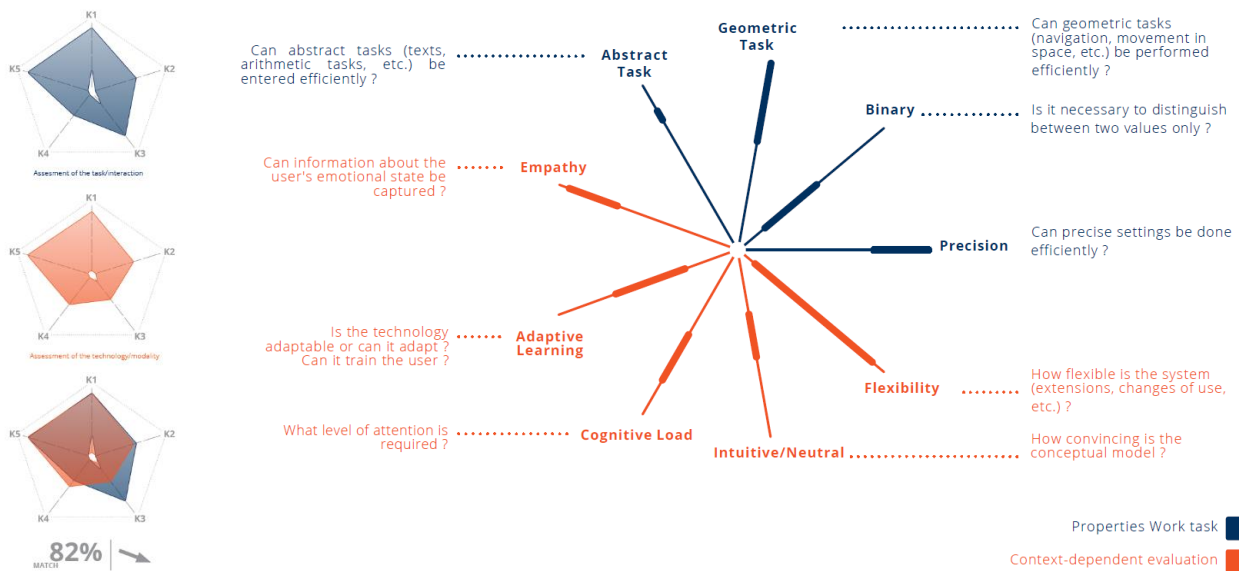 K1
K5
K2
K4
K3
Assesment of the task/interaction
K1
K5
K2
K4
K3
Assessment of the technology/modality
K1
K5
K2
K4
K3
82%
MATCH
Can abstract tasks (texts,
arithmetic tasks, etc.) be
entered efficiently ?
Abstract
Task
Geometric
Task
Can geometric tasks
(navigation, movement in
space, etc.) be performed
efficiently ?
Binary
Is it necessary to distinguish
between two values only ?
Can information about the
user's emotional state be
captured ?
Empathy
Precision
Can precise settings be done
efficiently ?
Is the technology
adaptable or can it adapt ?
Can it train the user ?
Adaptive
Learning
Flexibility
How flexible is the system
(extensions, changes of use,
etc.) ?
What level of attention is
required ?
Cognitive Load
Intuitive/Neutral
How convincing is the
conceptual model ?
Properties Work task
Context-dependent evaluation